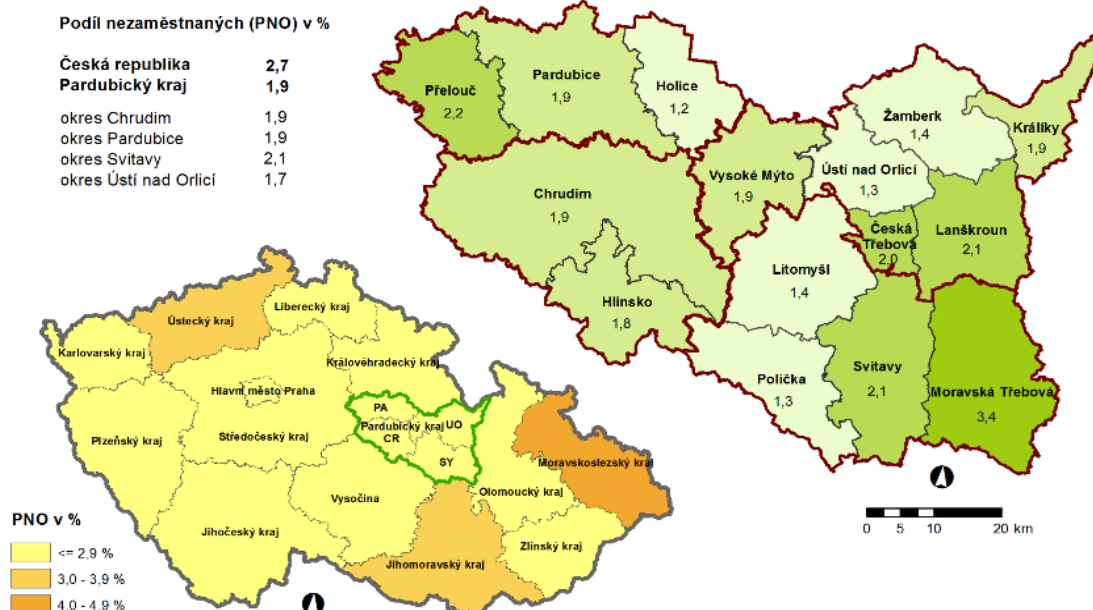 Podíl nezaměstnaných (PNO) v %
Česká republika 2,7
Pardubický kraj 1,9
okres Chrudim 1,9
okres Pardubice 1,9
okres Svitavy 2,1
okres Ústí nad Orlicí 1,7
Přelouč
2,2
Pardubice
1,9
Holice
1,2
Žamberk
1,4
Králíky
1,9
Vysoké Mýto
1,9
Ústí nad Orlicí
1,3
Chrudim
1,9
Česká
Třebová
2,0
Lanškroun
2,1
Litomyšl
1,4
Hlinsko
1,8
Polička
1,3
Svitavy
2,1
Moravská Třebová
3,4
0 5 10 20 km
Liberecký kraj
Ústecký kraj
Karlovarský kraj
Královéhradecký kraj
Hlavní město Praha
PA
Pardubický kraj
UO
CR
Plzeňský kraj
Středočeský kraj
SY
Moravskoslezský kraj
Vysočina
Olomoucký kraj
Jihočeský kraj
Zlínský kraj
Jihomoravský kraj
PNO v %
<= 2,9 %
3,0 - 3,9 %
4,0 - 4,9 %